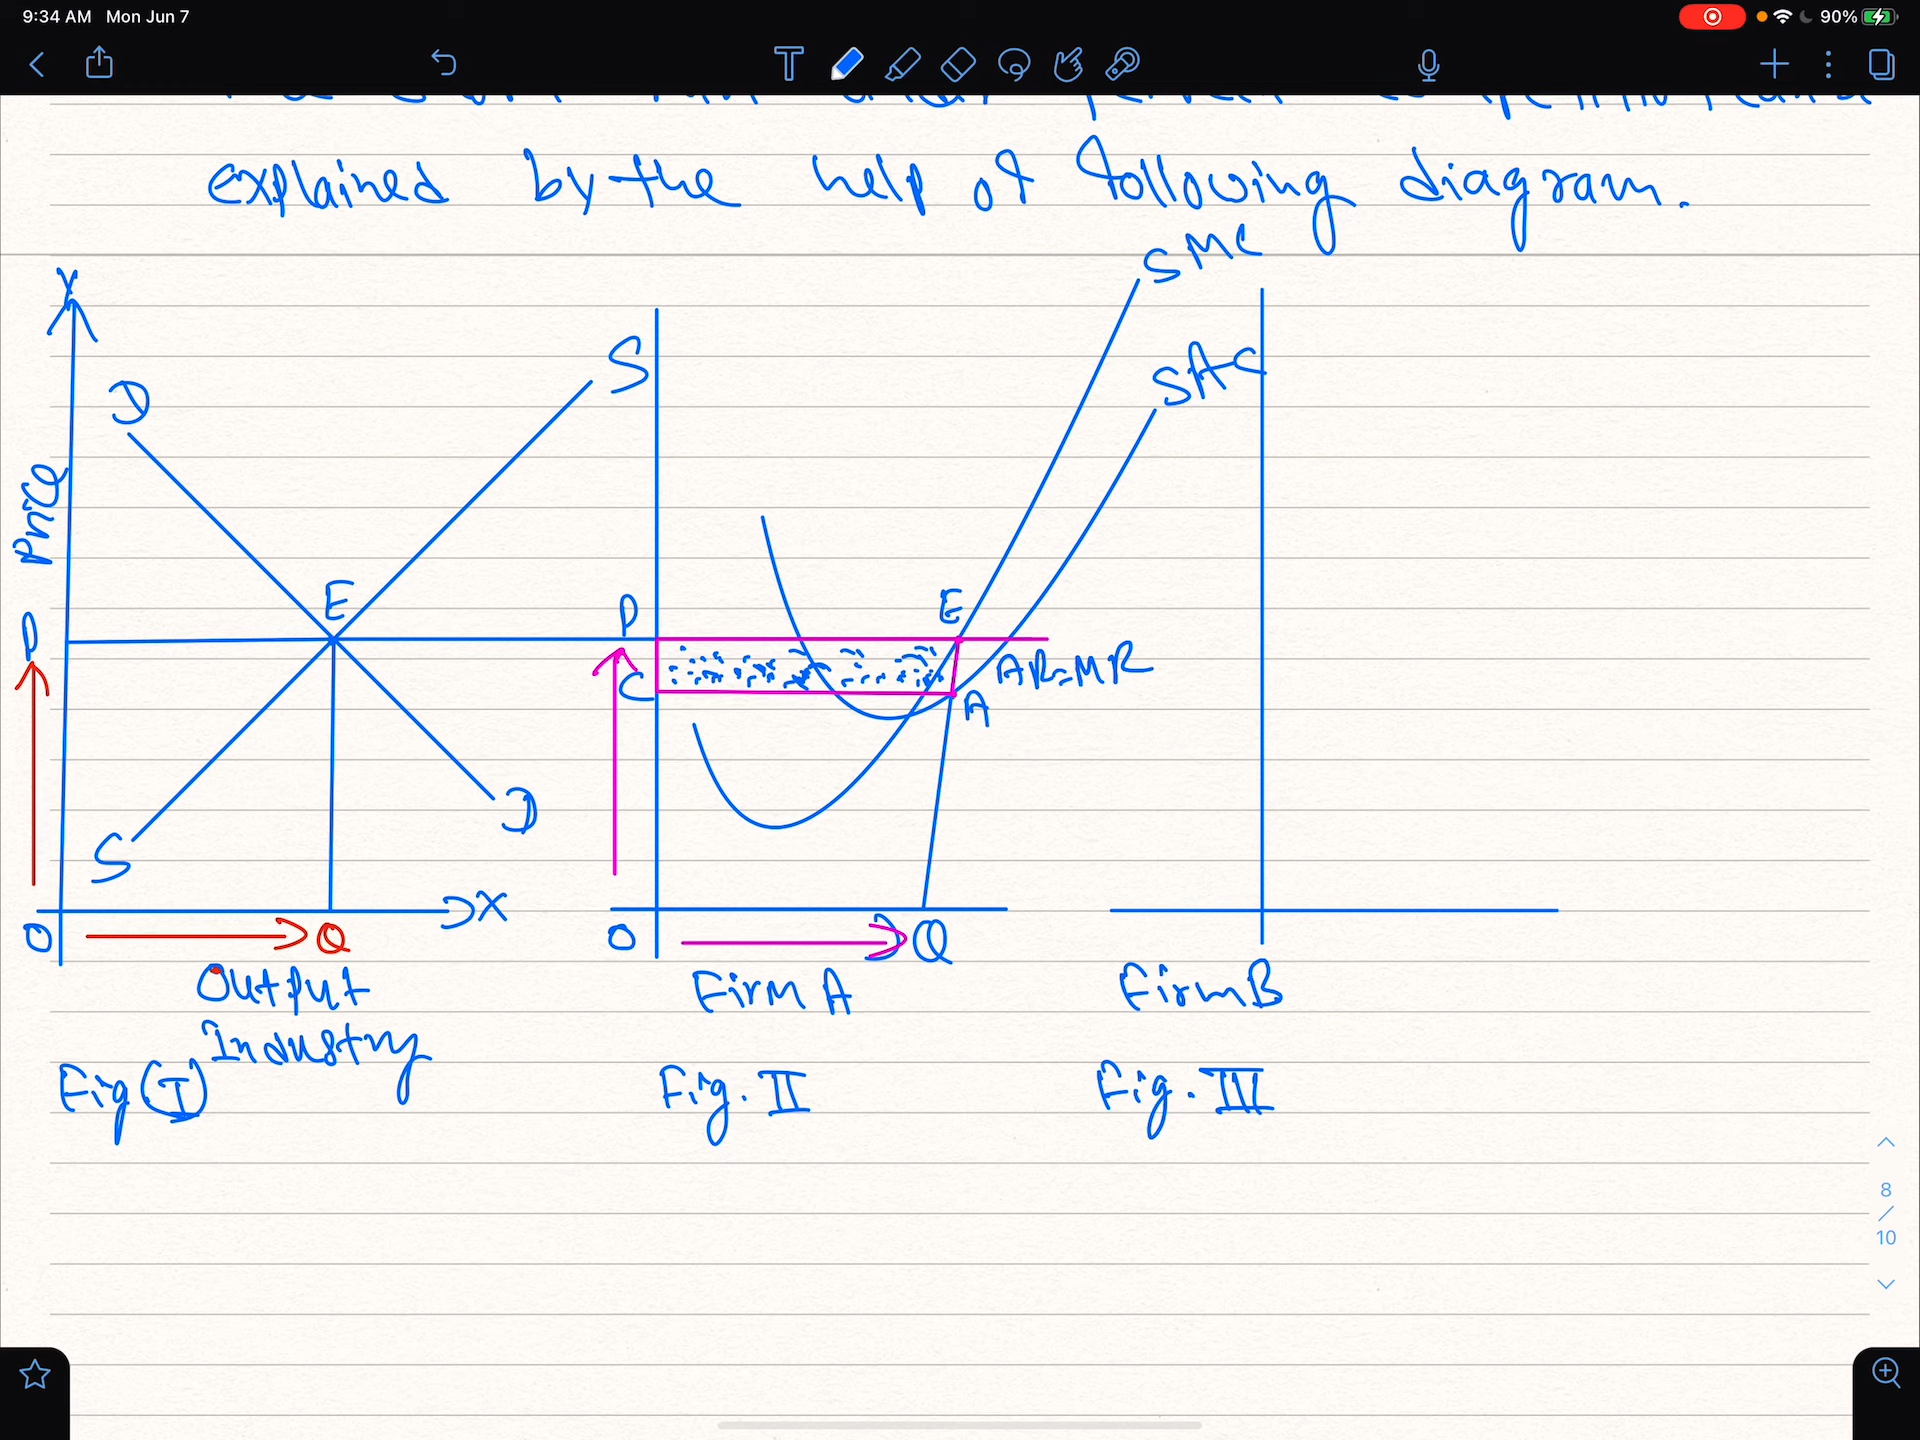 9:34 AM Mon Jun 7
90%
explained by the help of following diagram.
SMC
Y
S
SAC
D
Price
E
P
P
E
C
AR=MR
A
D
S
X
O
Q
O
Q
Output
Firm A
Firm B
Industry
Fig (I)
Fig. II
Fig. III
8
/
10